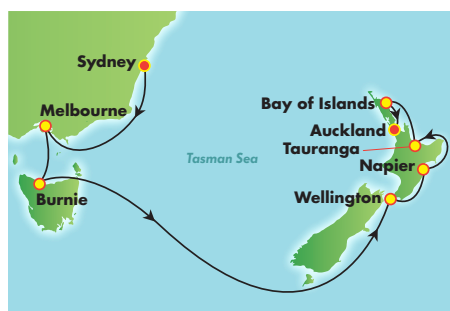 Sydney
Melbourne
Burnie
Tasman Sea
Bay of Islands
Auckland
Tauranga
Napier
Wellington